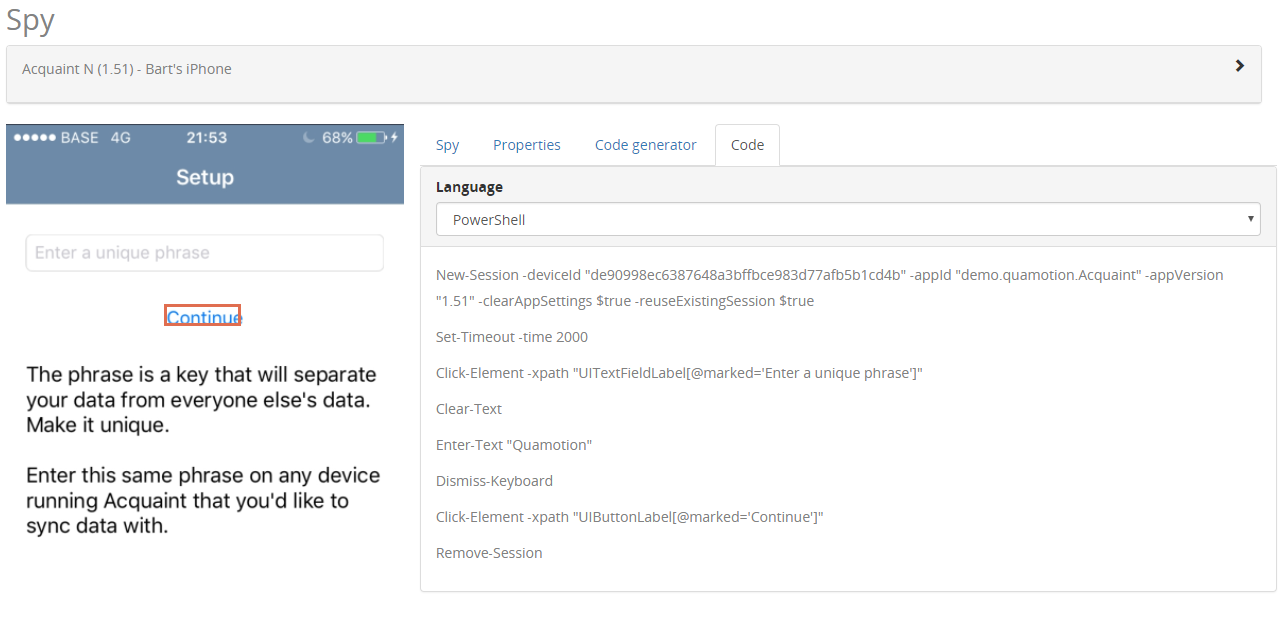 Spy
Acquaint N (1.51) - Bart's iPhone
BASE 4G 21:53 68%
Setup
Enter a unique phrase
Continue
The phrase is a key that will separate
your data from everyone else's data.
Make it unique.
Enter this same phrase on any device
running Acquaint that you'd like to
sync data with.
Spy Properties Code generator Code
Language
PowerShell
New-Session -deviceId "de90998ec6387648a3bffbce983d77afb5b1cd4b" -appId "demo.quamotion.Acquaint" -appVersion
"1.51" -clearAppSettings $true -reuseExistingSession $true
Set-Timeout -time 2000
Click-Element -xpath "UITextFieldLabel[@marked='Enter a unique phrase']"
Clear-Text
Enter-Text "Quamotion"
Dismiss-Keyboard
Click-Element -xpath "UIButtonLabel[@marked='Continue']"
Remove-Session